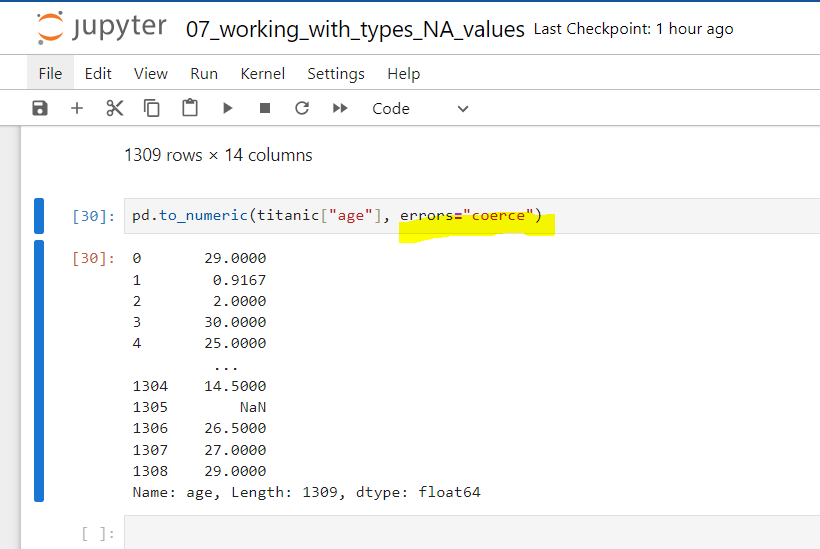 jupyter 07_working_with_types_NA_values Last Checkpoint: 1 hour ago
File Edit View Run Kernel Settings Help
Code
1309 rows × 14 columns
[30]: pd.to_numeric(titanic["age"], errors="coerce")
[30]: 0 29.0000
1 0.9167
2 2.0000
3 30.0000
4 25.0000
...
1304 14.5000
1305 NaN
1306 26.5000
1307 27.0000
1308 29.0000
Name: age, Length: 1309, dtype: float64
[ ]: